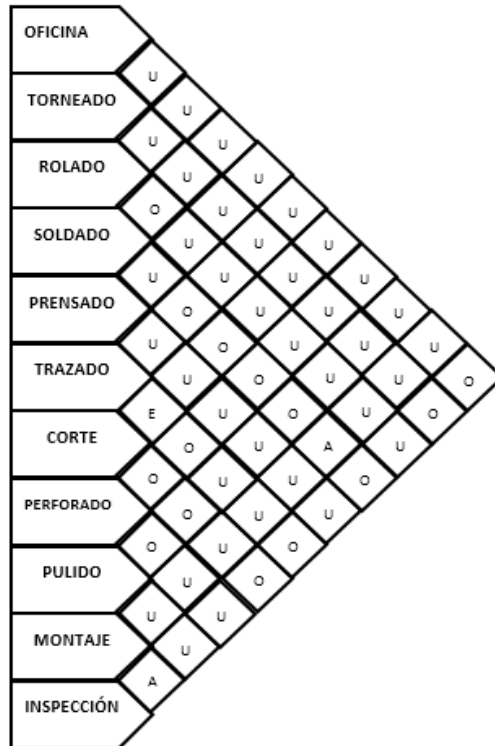 OFICINA
U
TORNEADO U
U U
ROLADO U U
O U U
SOLDADO U U U
U U U U
PRENSADO O U U U
U O U U U
TRAZADO U O U U O
E U O U O
CORTE O U A U
O U U O
PERFORADO O U U
O U O
PULIDO U O
U U
MONTAJE U
A
INSPECCIÓN